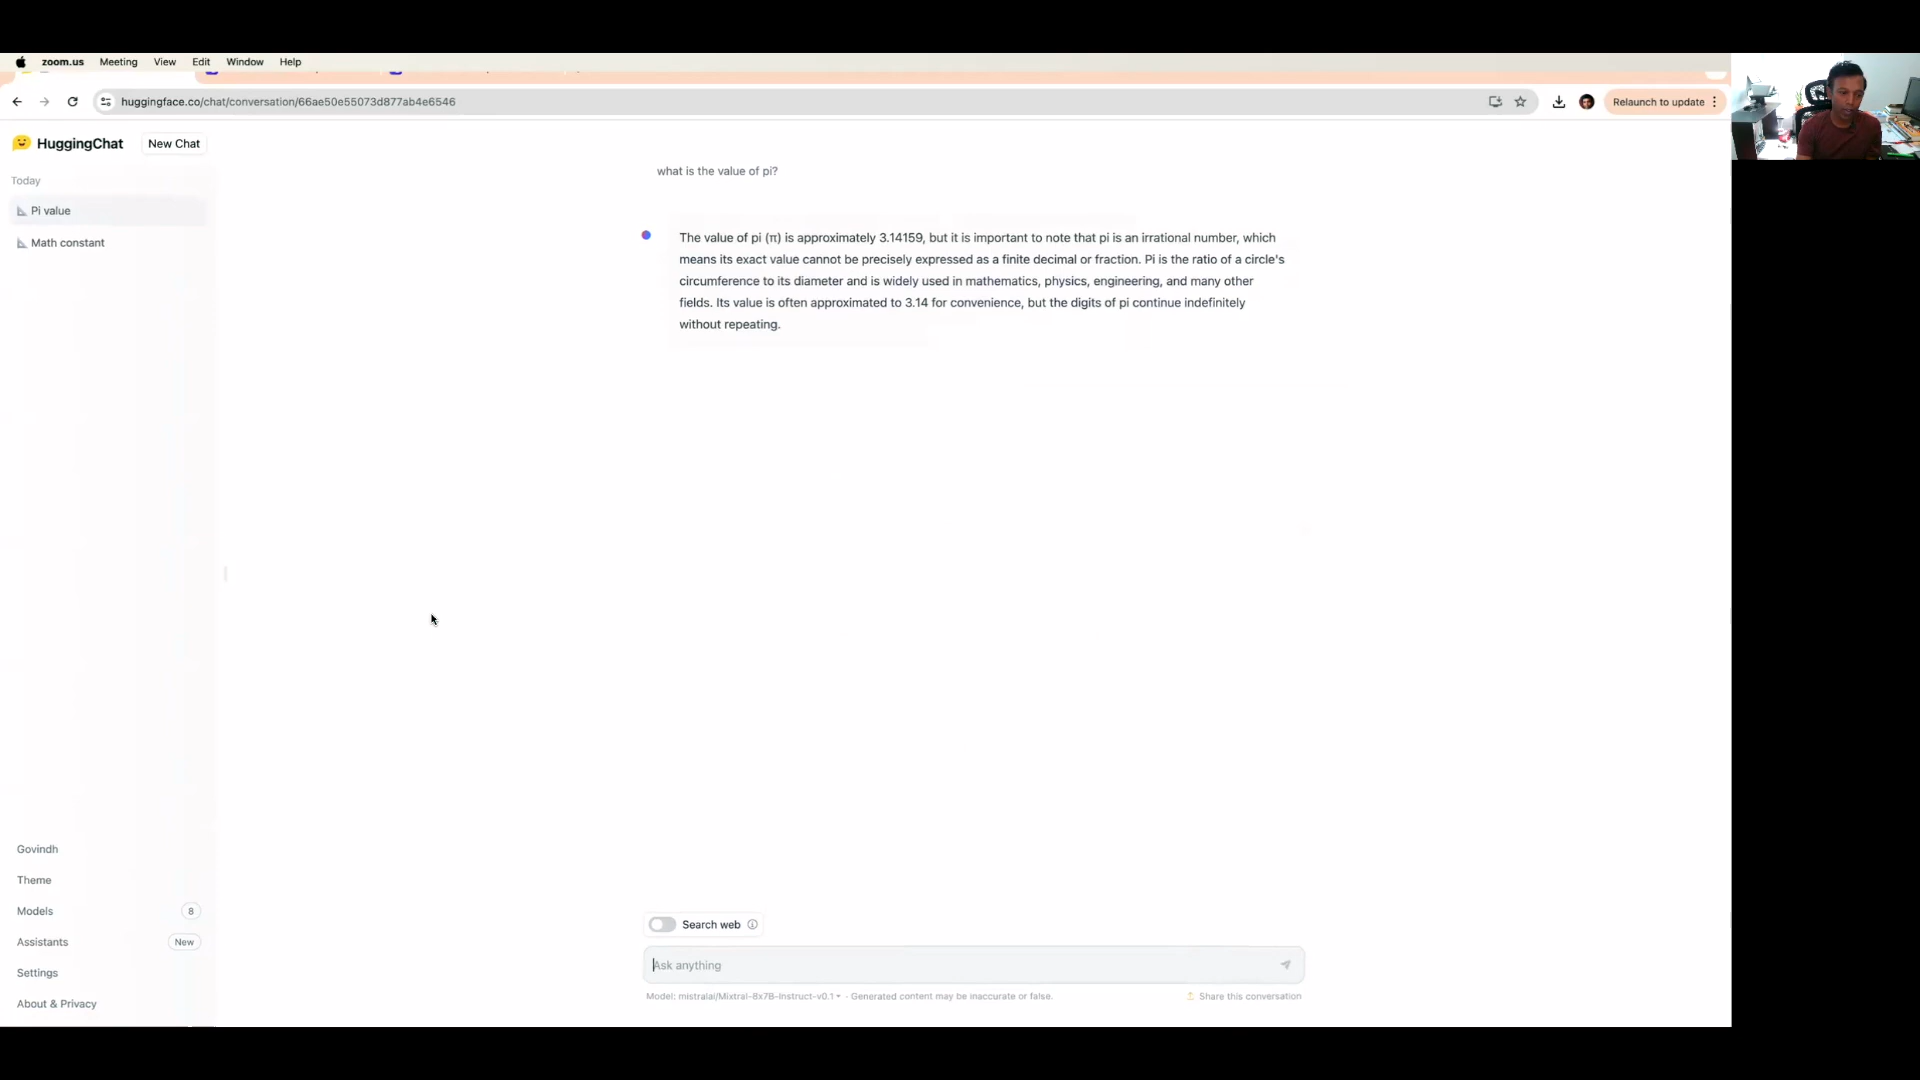 zoom.us Meeting View Edit Window Help
huggingface.co/chat/conversation/66ae50e55073d877ab4e6546
Relaunch to update
HuggingChat
New Chat
Today
Pi value
Math constant
what is the value of pi?
The value of pi (π) is approximately 3.14159, but it is important to note that pi is an irrational number, which
means its exact value cannot be precisely expressed as a finite decimal or fraction. Pi is the ratio of a circle's
circumference to its diameter and is widely used in mathematics, physics, engineering, and many other
fields. Its value is often approximated to 3.14 for convenience, but the digits of pi continue indefinitely
without repeating.
Govindh
Theme
Models 8
Assistants New
Settings
About & Privacy
Search web
Ask anything
Model: mistralai/Mixtral-8x7B-Instruct-v0.1 · Generated content may be inaccurate or false.
Share this conversation